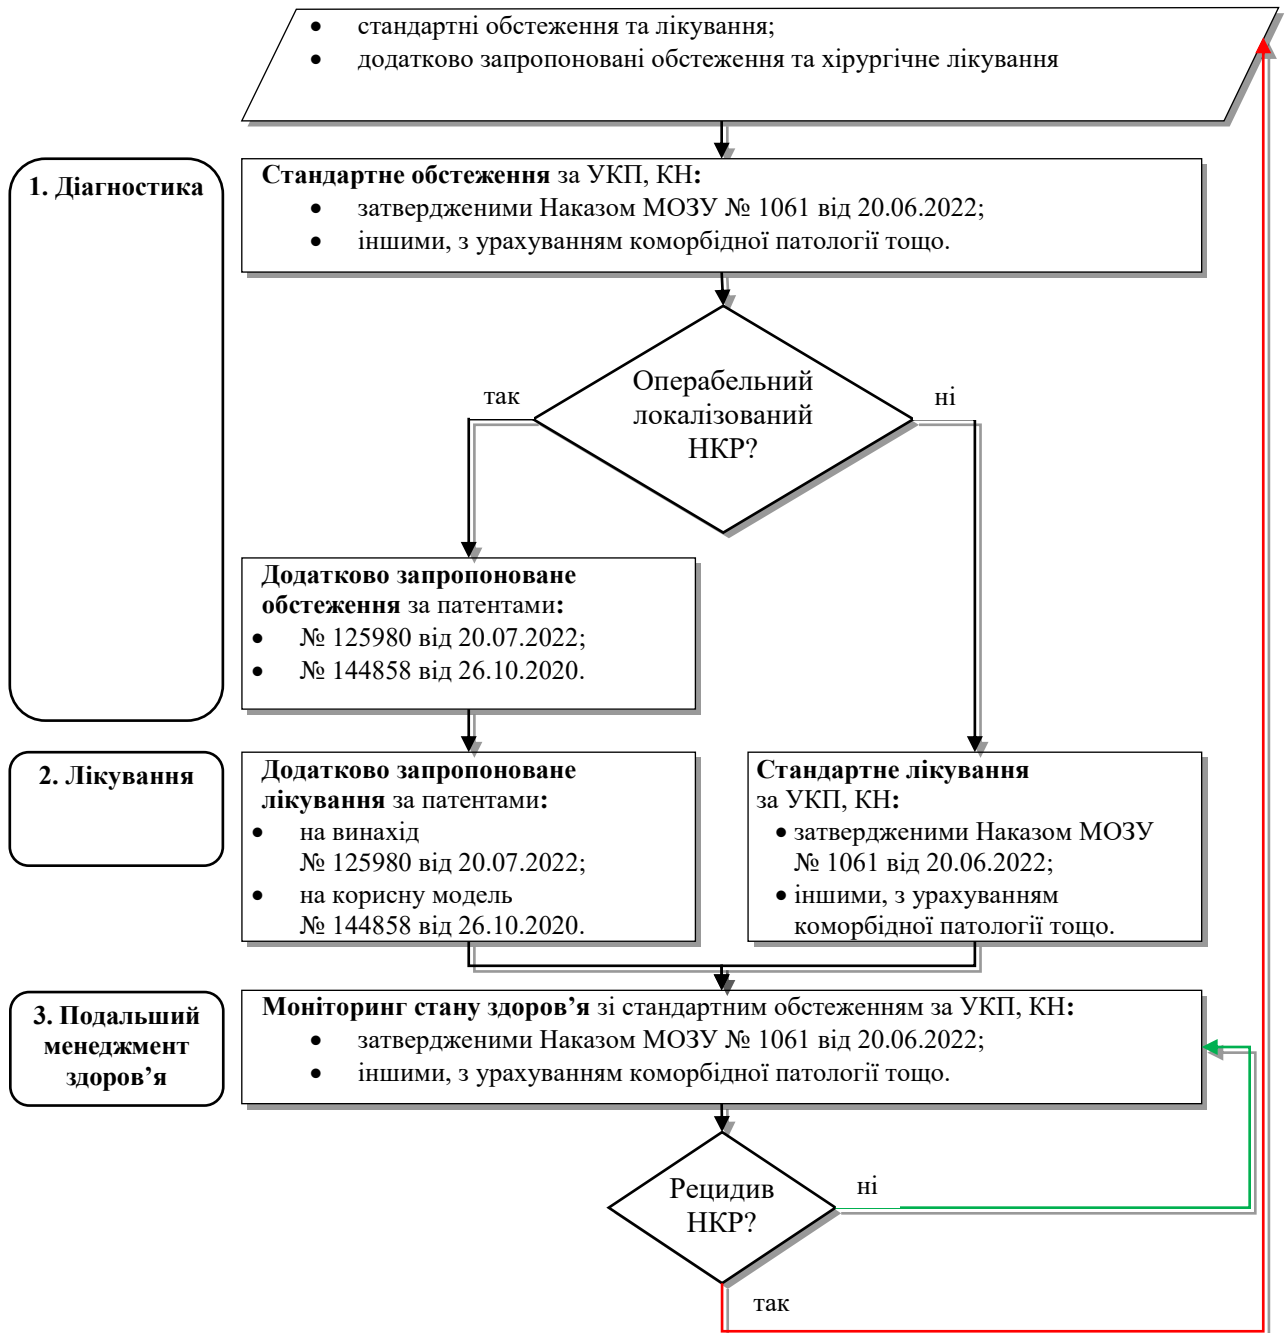 • стандартні обстеження та лікування;
• додатково запропоновані обстеження та хірургічне лікування
1. Діагностика
Стандартне обстеження за УКП, КН:
• затвердженими Наказом МОЗУ № 1061 від 20.06.2022;
• іншими, з урахуванням коморбідної патології тощо.
Операбельний
локалізований
НКР?
так
ні
Додатково запропоноване
обстеження за патентами:
• № 125980 від 20.07.2022;
• № 144858 від 26.10.2020.
2. Лікування
Додатково запропоноване
лікування за патентами:
• на винахід
№ 125980 від 20.07.2022;
• на корисну модель
№ 144858 від 26.10.2020.
Стандартне лікування
за УКП, КН:
• затвердженими Наказом МОЗУ
№ 1061 від 20.06.2022;
• іншими, з урахуванням
коморбідної патології тощо.
3. Подальший
менеджмент
здоров’я
Моніторинг стану здоров’я зі стандартним обстеженням за УКП, КН:
• затвердженими Наказом МОЗУ № 1061 від 20.06.2022;
• іншими, з урахуванням коморбідної патології тощо.
Рецидив
НКР?
ні
так